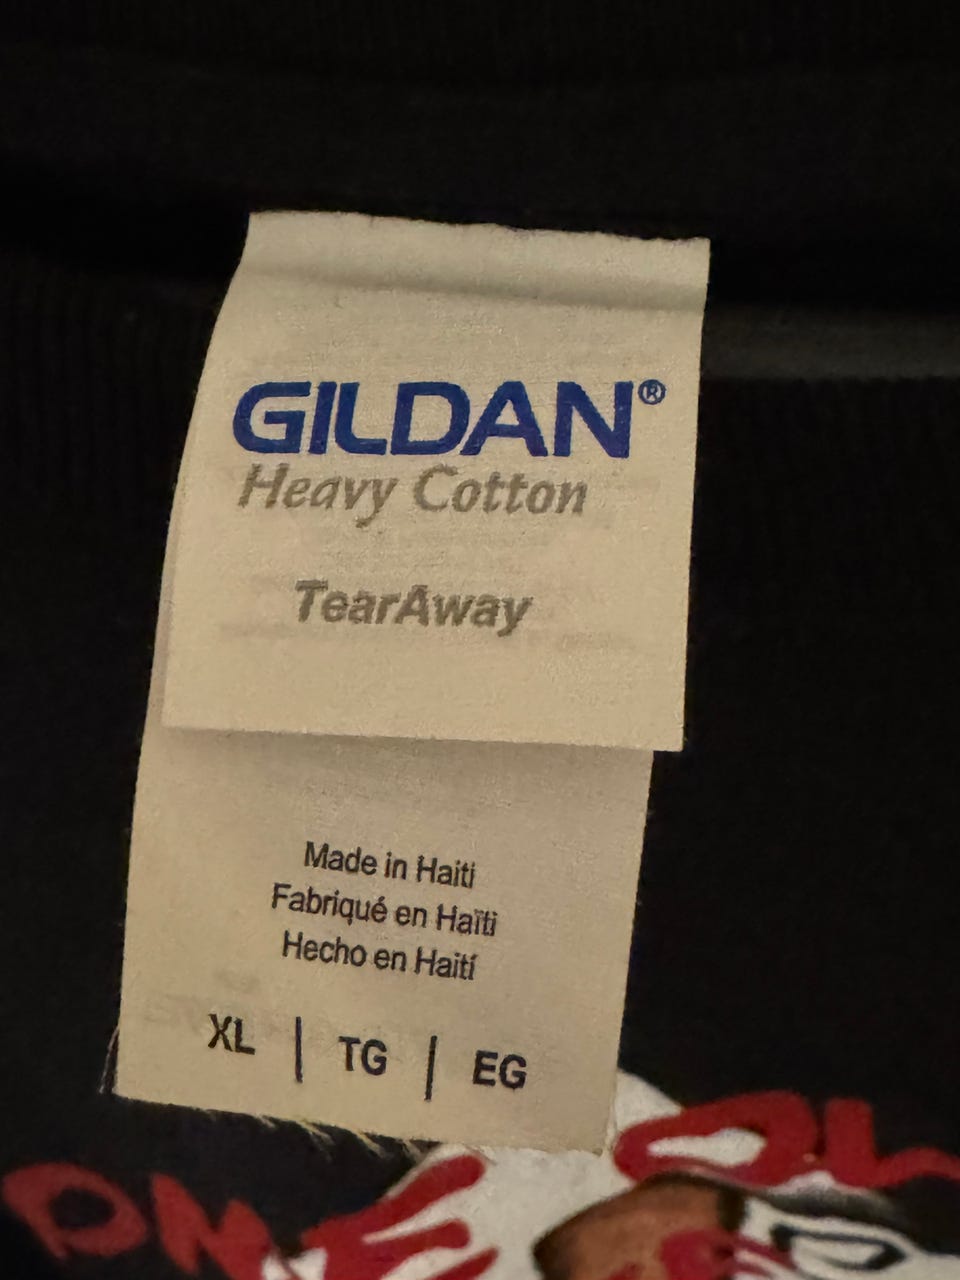 GILDAN®
Heavy Cotton
TearAway
Made in Haiti
Fabriqué en Haïti
Hecho en Haití
XL | TG | EG